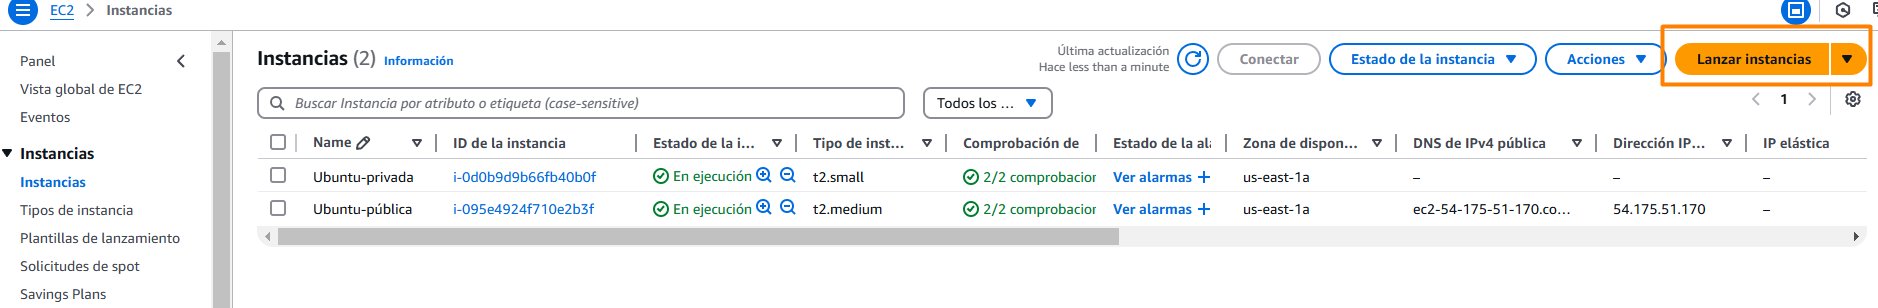 EC2 > Instancias
Panel
Vista global de EC2
Eventos
Instancias
Instancias
Tipos de instancia
Plantillas de lanzamiento
Solicitudes de spot
Savings Plans
Instancias (2) Información
Última actualización
Hace less than a minute
Conectar
Estado de la instancia
Acciones
Lanzar instancias
Buscar Instancia por atributo o etiqueta (case-sensitive)
Todos los ...
1
Name ID de la instancia Estado de la i... Tipo de inst... Comprobación de Estado de la ala Zona de dispon... DNS de IPv4 pública Dirección IP... IP elástica
Ubuntu-privada i-0d0b9d9b66fb40b0f En ejecución t2.small 2/2 comprobacion Ver alarmas + us-east-1a – – –
Ubuntu-pública i-095e4924f710e2b3f En ejecución t2.medium 2/2 comprobacion Ver alarmas + us-east-1a ec2-54-175-51-170.co... 54.175.51.170 –